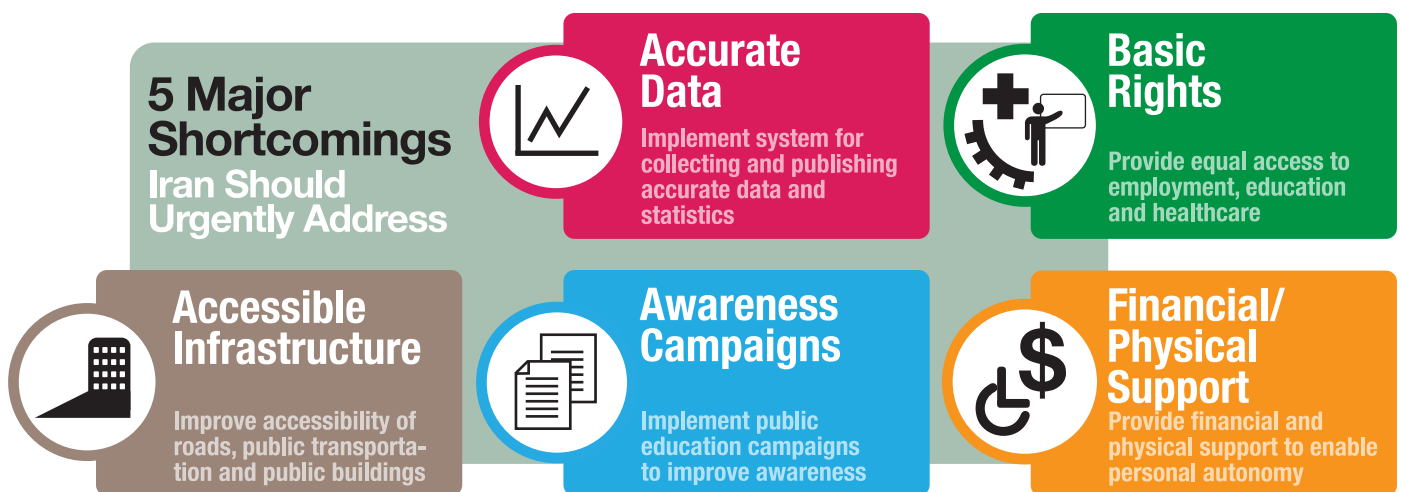 5 Major
Shortcomings
Iran Should
Urgently Address
Accurate
Data
Implement system for
collecting and publishing
accurate data and
statistics
Basic
Rights
Provide equal access to
employment, education
and healthcare
Accessible
Infrastructure
Improve accessibility of
roads, public transporta-
tion and public buildings
Awareness
Campaigns
Implement public
education campaigns
to improve awareness
Financial/
Physical
Support
Provide financial and
physical support to enable
personal autonomy
$